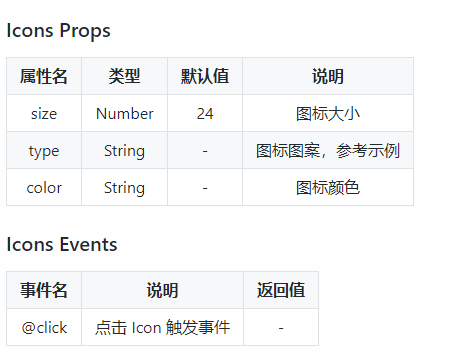 Icons Props
属性名 类型 默认值 说明
size Number 24 图标大小
type String - 图标图案，参考示例
color String - 图标颜色
Icons Events
事件名 说明 返回值
@click 点击 Icon 触发事件 -